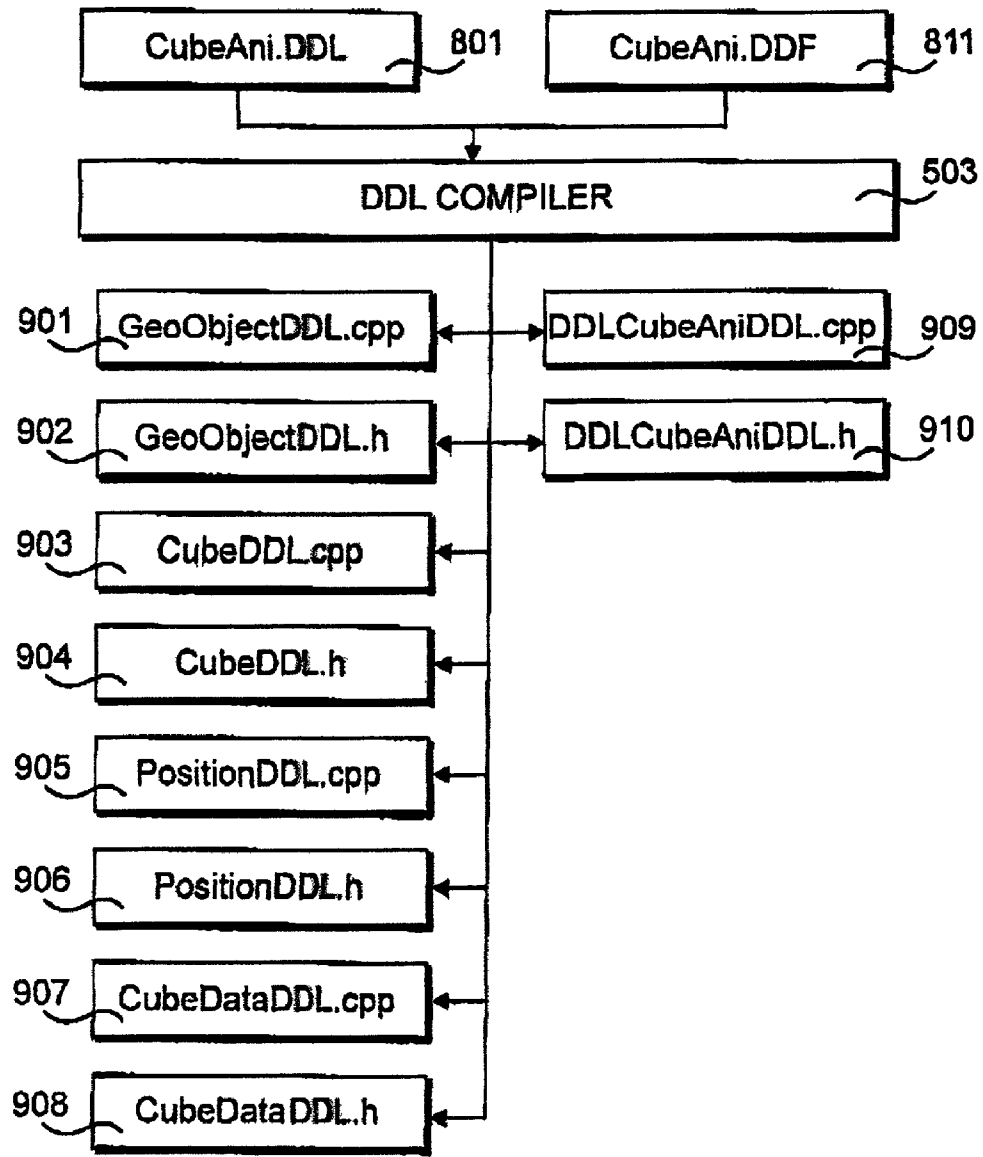 CubeAni.DDL 801 CubeAni.DDF 811
DDL COMPILER 503
901 GeoObjectDDL.cpp DDLCubeAniDDL.cpp 909
902 GeoObjectDDL.h DDLCubeAniDDL.h 910
903 CubeDDL.cpp
904 CubeDDL.h
905 PositionDDL.cpp
906 PositionDDL.h
907 CubeDataDDL.cpp
908 CubeDataDDL.h